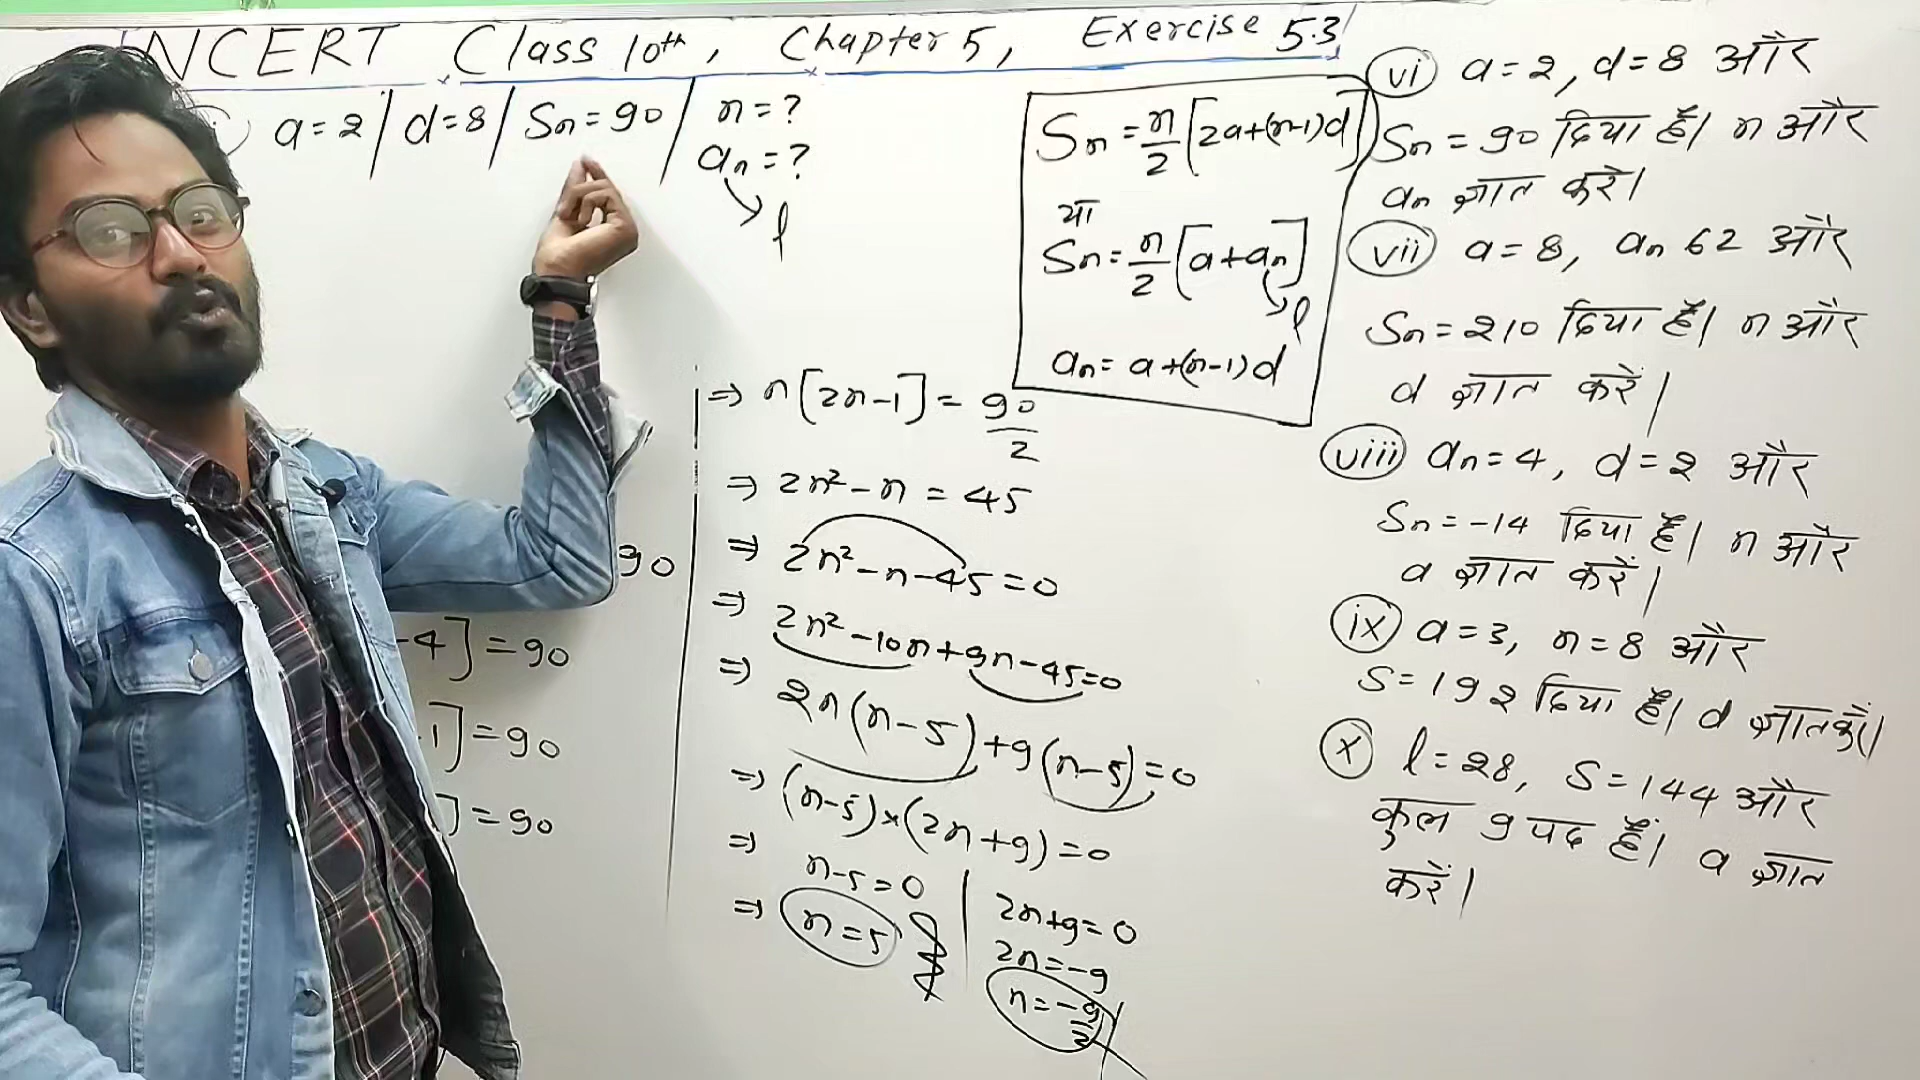 NCERT Class 10th, Chapter 5, Exercise 5.3
a=2 | d=8 | Sn=90 | n=?
an=?
l
Sn = n/2 [2a+(n-1)d]
या
Sn = n/2 [a+an]
l
an = a+(n-1)d
90
-4] = 90
1] = 90
] = 90
⇒ n[2n-1] = 90/2
⇒ 2n²-n = 45
⇒ 2n²-n-45=0
⇒ 2n²-10n+9n-45=0
⇒ 2n(n-5)+9(n-5)=0
⇒ (n-5)×(2n+9)=0
⇒ n-5=0 | 2n+9=0
⇒ n=5 | 2n=-9
n=-9/2
(vi) a=2, d=8 और
Sn=90 दिया है। n और
an ज्ञात करें।
(vii) a=8, an 62 और
Sn=210 दिया है। n और
d ज्ञात करें।
(viii) an=4, d=2 और
Sn=-14 दिया है। n और
a ज्ञात करें।
(ix) a=3, n=8 और
S=192 दिया है। d ज्ञात करें।
(x) l=28, S=144 और
कुल 9 पद हैं। a ज्ञात
करें।